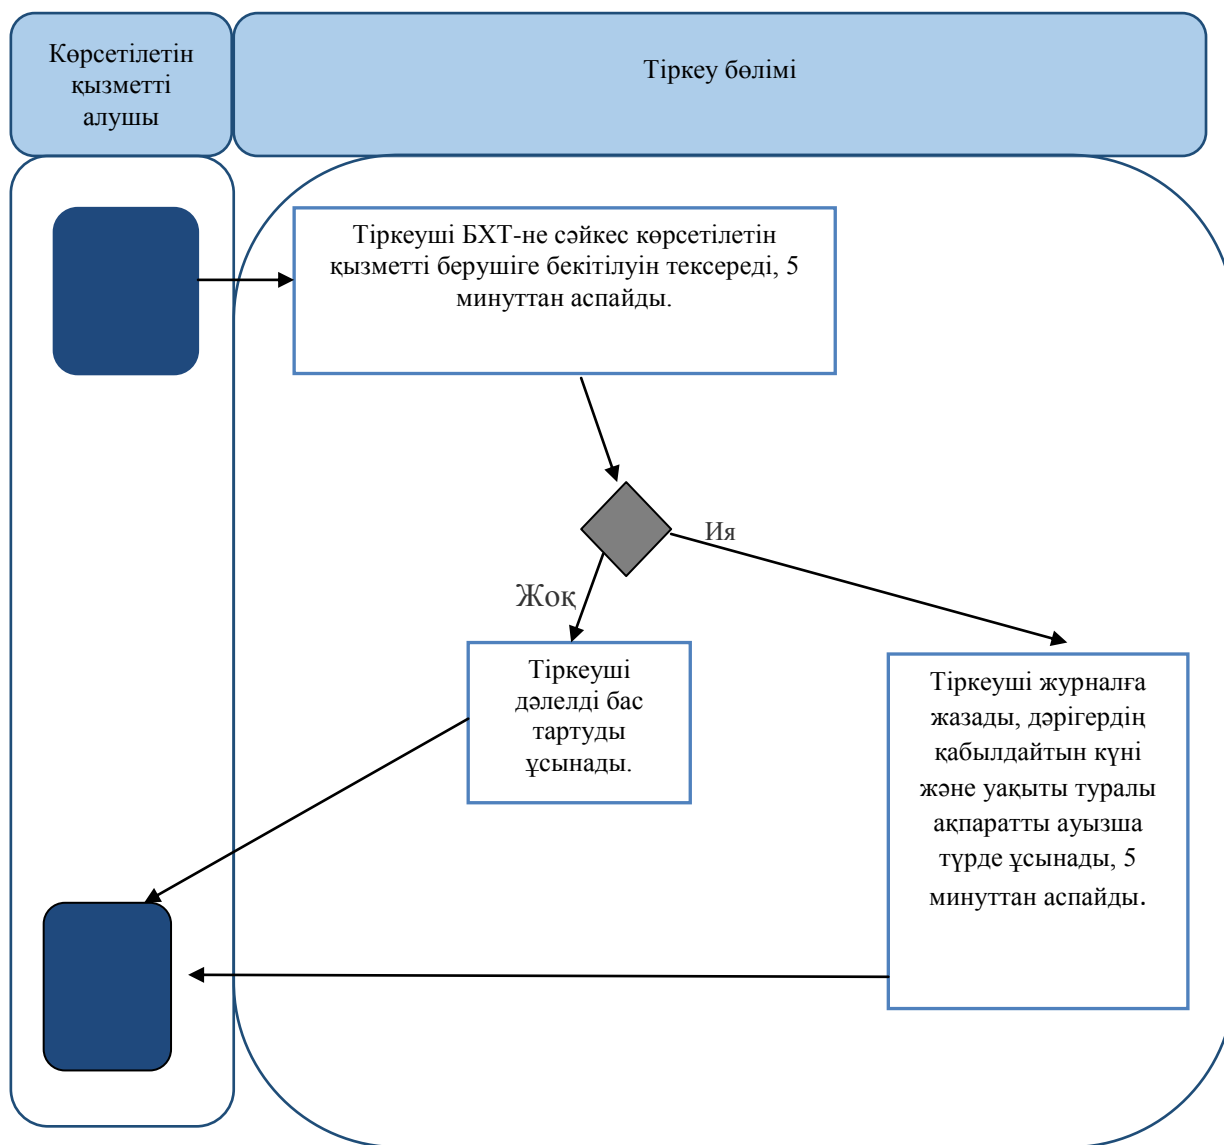 Көрсетілетін
қызметті
алушы
Тіркеу бөлімі
Тіркеуші БХТ-не сәйкес көрсетілетін
қызметті берушіге бекітілуін тексереді, 5
минуттан аспайды.
Ия
Жоқ
Тіркеуші
дәлелді бас
тартуды
ұсынады.
Тіркеуші журналға
жазады, дәрігердің
қабылдайтын күні
және уақыты туралы
ақпаратты ауызша
түрде ұсынады, 5
минуттан аспайды.